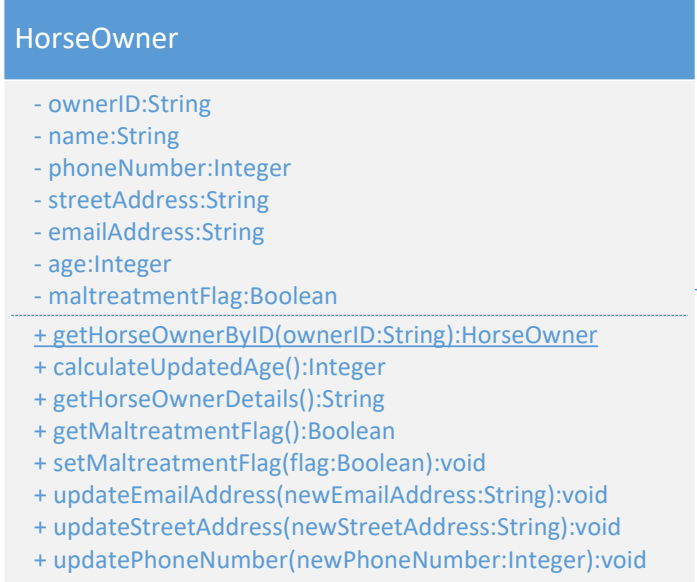 HorseOwner
- ownerID:String
- name:String
- phoneNumber:Integer
- streetAddress:String
- emailAddress:String
- age:Integer
- maltreatmentFlag:Boolean
+ getHorseOwnerByID(ownerID:String):HorseOwner
+ calculateUpdatedAge():Integer
+ getHorseOwnerDetails():String
+ getMaltreatmentFlag():Boolean
+ setMaltreatmentFlag(flag:Boolean):void
+ updateEmailAddress(newEmailAddress:String):void
+ updateStreetAddress(newStreetAddress:String):void
+ updatePhoneNumber(newPhoneNumber:Integer):void